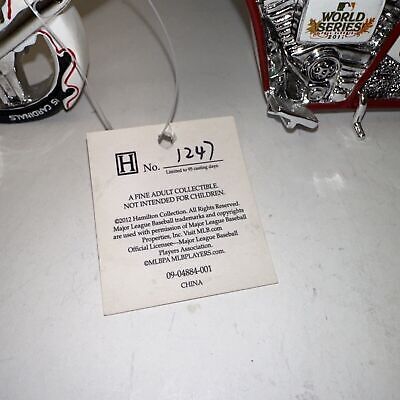 WORLD
SERIES
2011
IS CARDINALS
H No. 1247
Limited to 95 casting days
A FINE ADULT COLLECTIBLE.
NOT INTENDED FOR CHILDREN.
©2012 Hamilton Collection. All Rights Reserved.
Major League Baseball trademarks and copyrights
are used with permission of Major League Baseball
Properties, Inc. Visit MLB.com
Official Licensee—Major League Baseball
Players Association.
©MLBPA MLBPLAYERS.com
09-04884-001
CHINA